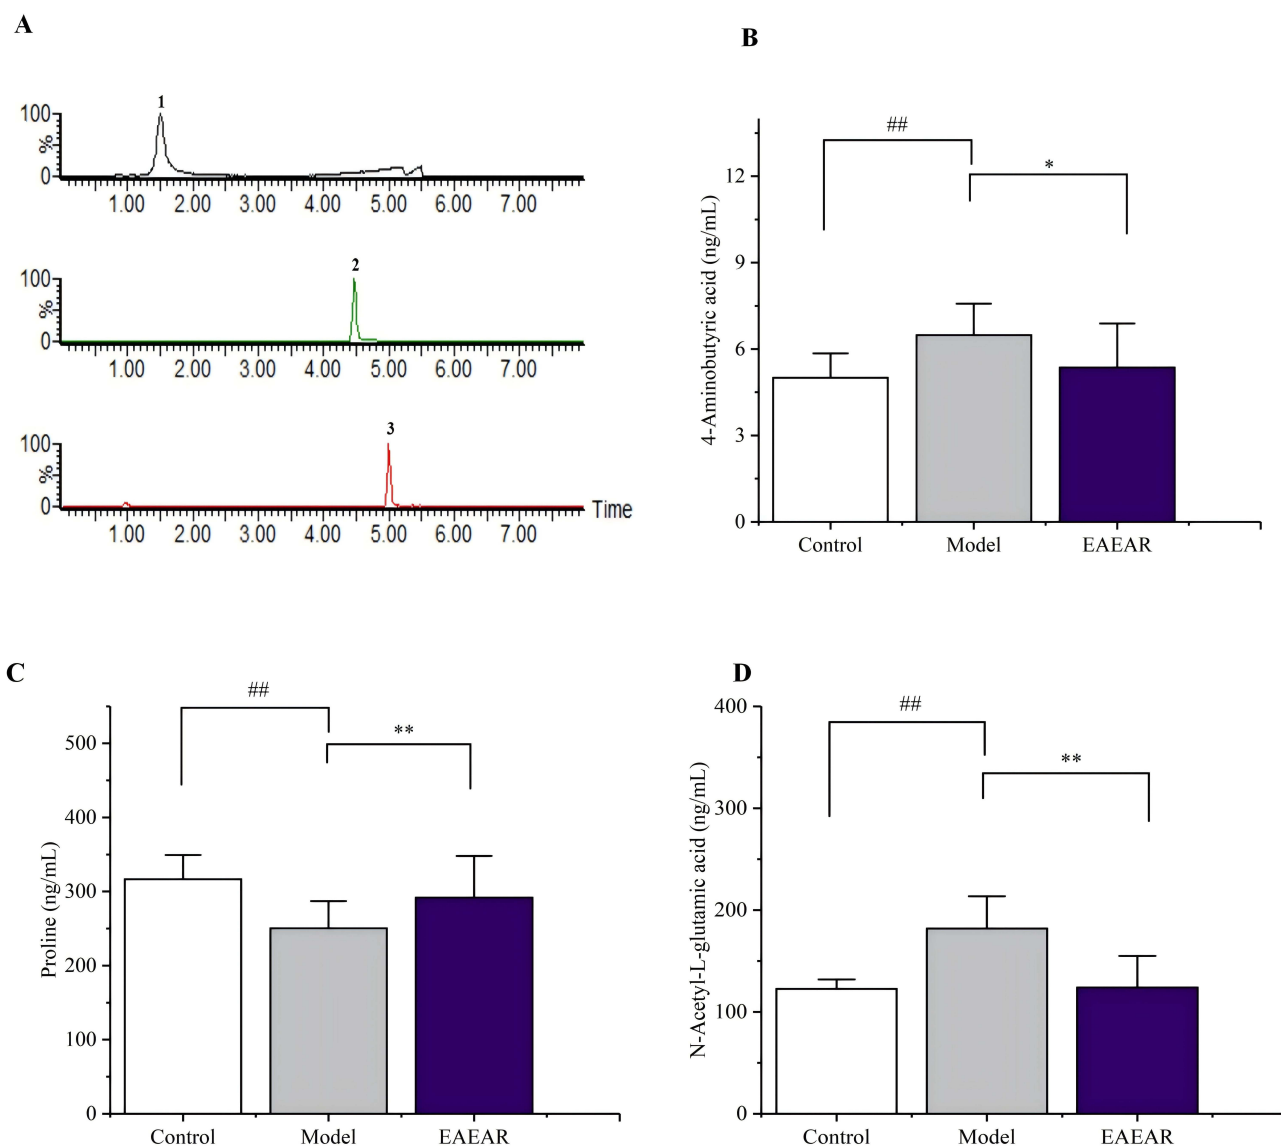 A
1
100
%
0
1.00 2.00 3.00 4.00 5.00 6.00 7.00
2
100
%
0
1.00 2.00 3.00 4.00 5.00 6.00 7.00
3
100
%
0
Time
1.00 2.00 3.00 4.00 5.00 6.00 7.00
B
##
*
12
9
6
3
0
4-Aminobutyric acid (ng/mL)
Control Model EAEAR
C
##
**
500
400
300
200
100
0
Proline (ng/mL)
Control Model EAEAR
D
##
**
400
300
200
100
0
N-Acetyl-L-glutamic acid (ng/mL)
Control Model EAEAR